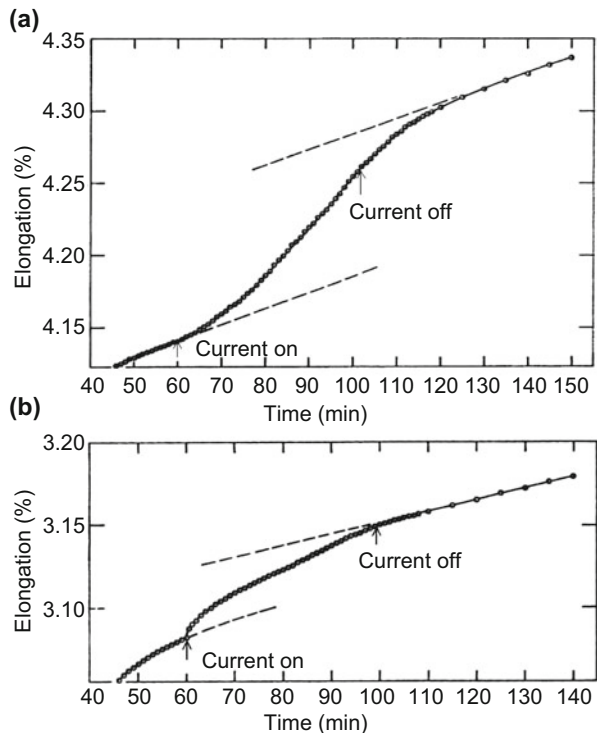 (a)
4.35
4.30
4.25
4.20
4.15
Elongation (%)
Current off
Current on
40 50 60 70 80 90 100 110 120 130 140 150
Time (min)
(b)
3.20
3.15
3.10
Elongation (%)
Current off
Current on
40 50 60 70 80 90 100 110 120 130 140
Time (min)